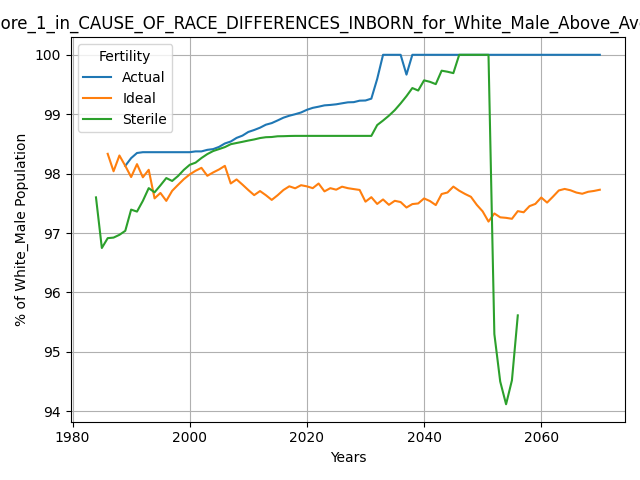 ore_1_in_CAUSE_OF_RACE_DIFFERENCES_INBORN_for_White_Male_Above_Av
Fertility
Actual
Ideal
Sterile
% of White_Male Population
100
99
98
97
96
95
94
1980
2000
2020
2040
2060
Years